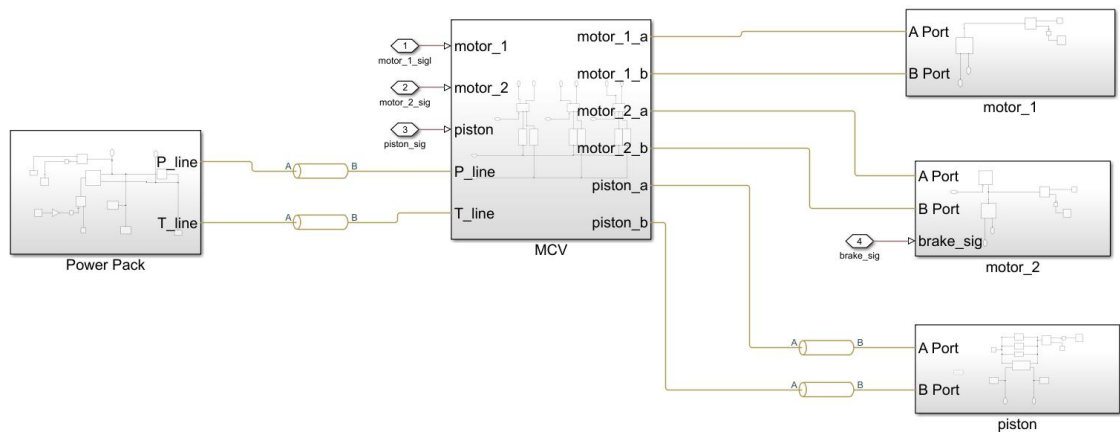 P_line
T_line
Power Pack
A
B
A
B
1
motor_1_sigl
2
motor_2_sig
3
piston_sig
motor_1
motor_2
piston
P_line
T_line
motor_1_a
motor_1_b
motor_2_a
motor_2_b
piston_a
piston_b
MCV
A Port
B Port
motor_1
A Port
B Port
brake_sig
4
brake_sig
motor_2
A
B
A
B
A Port
B Port
piston